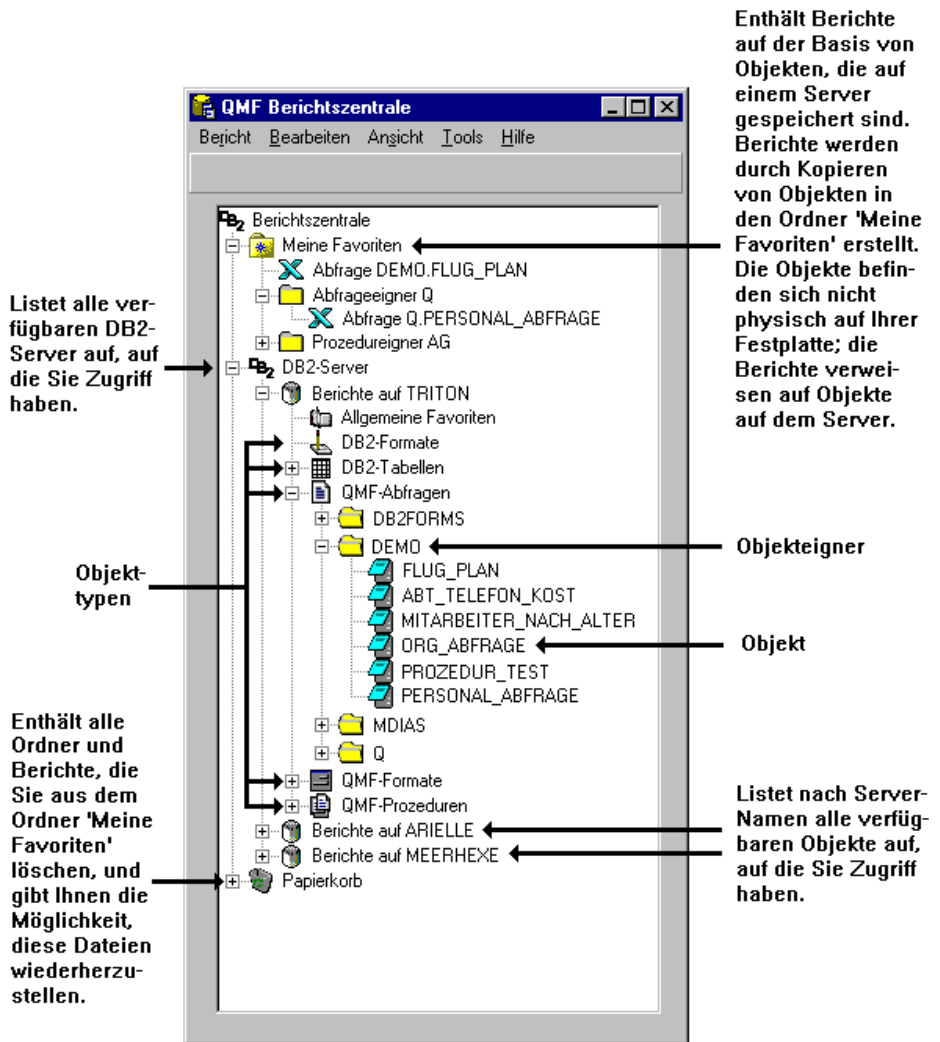 Enthält Berichte
auf der Basis von
Objekten, die auf
einem Server
gespeichert sind.
Berichte werden
durch Kopieren
von Objekten in
den Ordner 'Meine
Favoriten' erstellt.
Die Objekte befin-
den sich nicht
physisch auf Ihrer
Festplatte; die
Berichte verwei-
sen auf Objekte
auf dem Server.
QMF Berichtszentrale
Bericht Bearbeiten Ansicht Tools Hilfe
Berichtszentrale
Meine Favoriten
Abfrage DEMO.FLUG_PLAN
Abfrageeigner Q
Abfrage Q.PERSONAL_ABFRAGE
Prozedureigner AG
DB2-Server
Berichte auf TRITON
Allgemeine Favoriten
DB2-Formate
DB2-Tabellen
QMF-Abfragen
DB2FORMS
DEMO
FLUG_PLAN
ABT_TELEFON_KOST
MITARBEITER_NACH_ALTER
ORG_ABFRAGE
PROZEDUR_TEST
PERSONAL_ABFRAGE
MDIAS
Q
QMF-Formate
QMF-Prozeduren
Berichte auf ARIELLE
Berichte auf MEERHEXE
Papierkorb
Listet alle ver-
fügbaren DB2-
Server auf, auf
die Sie Zugriff
haben.
Objekt-
typen
Enthält alle
Ordner und
Berichte, die
Sie aus dem
Ordner 'Meine
Favoriten'
löschen, und
gibt Ihnen die
Möglichkeit,
diese Dateien
wiederherzu-
stellen.
Objekteigner
Objekt
Listet nach Server-
Namen alle verfüg-
baren Objekte auf,
auf die Sie Zugriff
haben.